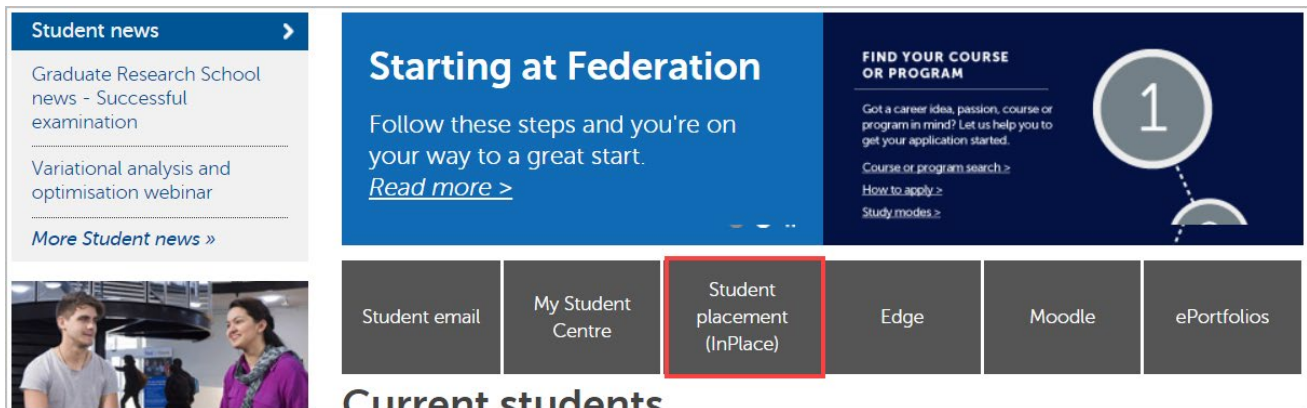 Student news
Graduate Research School
news - Successful
examination
Variational analysis and
optimisation webinar
More Student news »
Starting at Federation
Follow these steps and you're on
your way to a great start.
Read more >
FIND YOUR COURSE
OR PROGRAM
Got a career idea, passion, course or
program in mind? Let us help you to
get your application started.
Course or program search >
How to apply >
Study modes >
1
Student email
My Student
Centre
Student
placement
(InPlace)
Edge
Moodle
ePortfolios
Current students